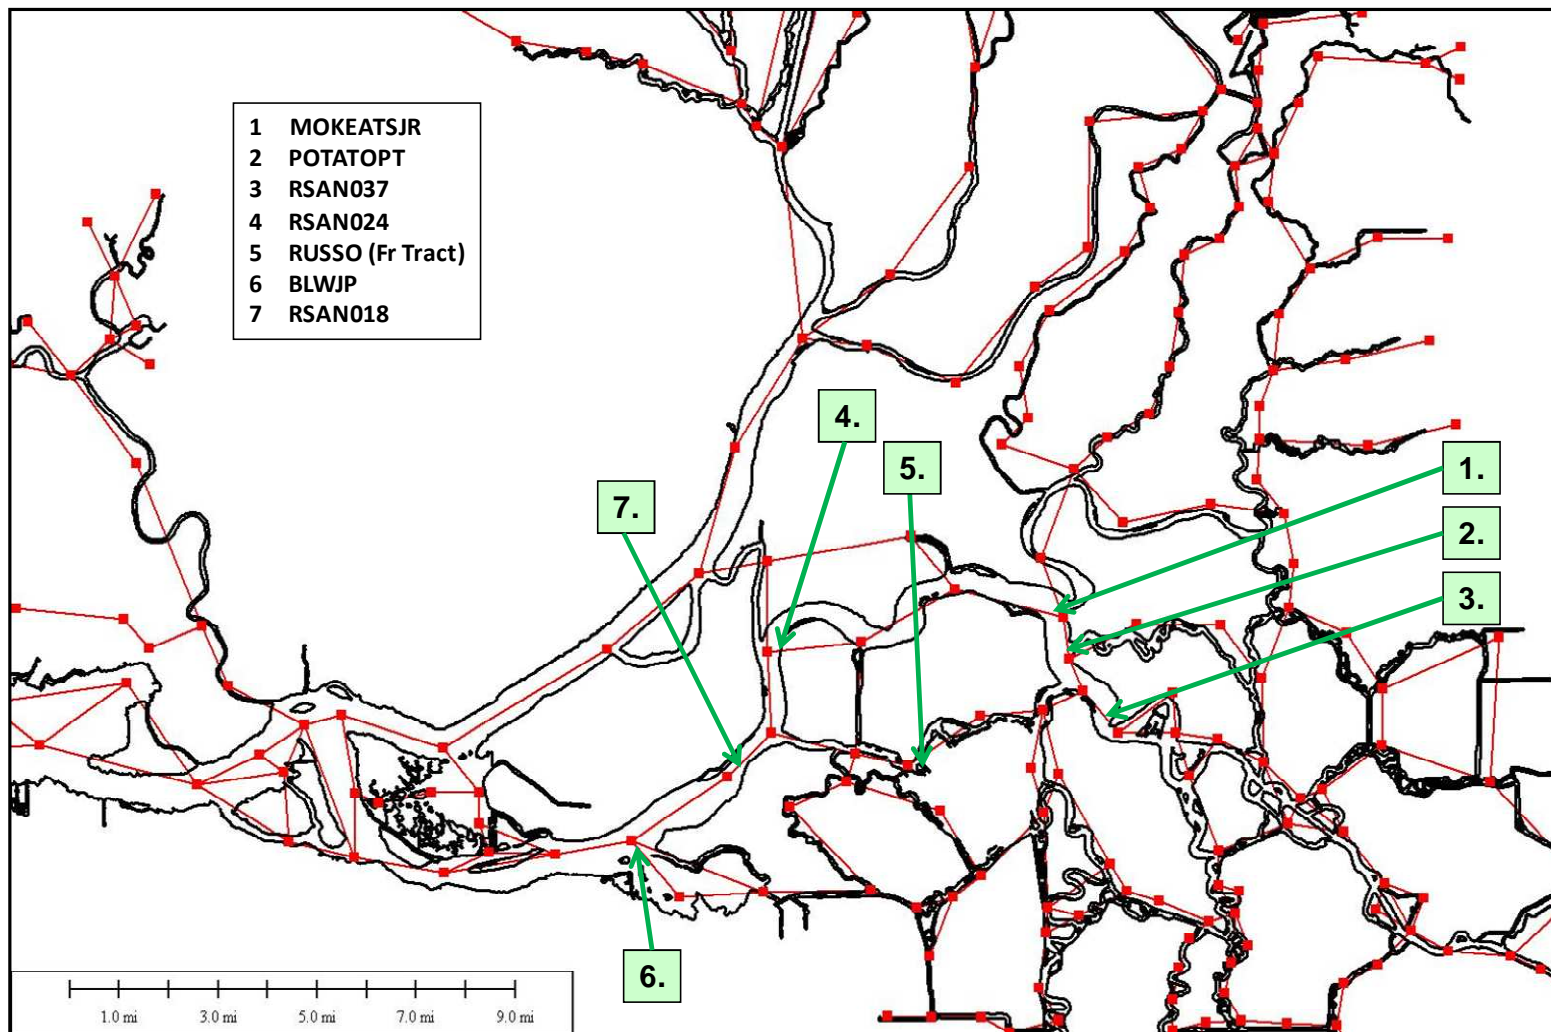 1 MOKEATSJR
2 POTATOPT
3 RSAN037
4 RSAN024
5 RUSSO (Fr Tract)
6 BLWJP
7 RSAN018
4.
5.
1.
7.
2.
3.
6.
1.0 mi 3.0 mi 5.0 mi 7.0 mi 9.0 mi